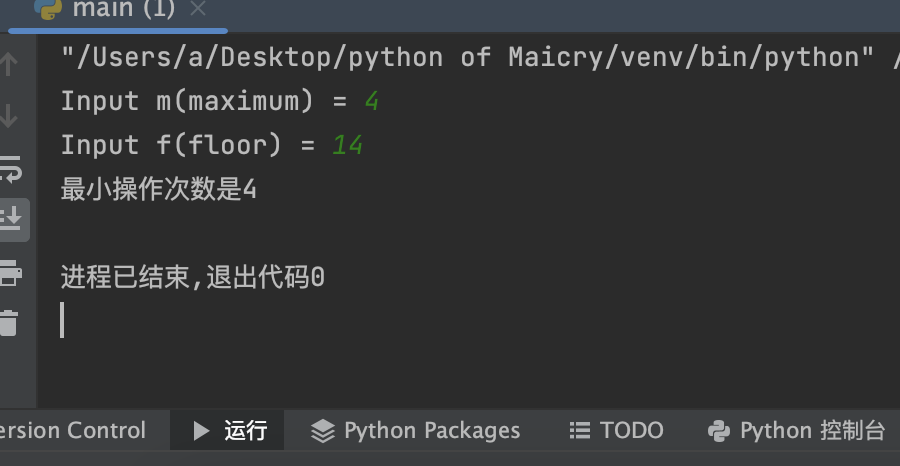 main (1)
"/Users/a/Desktop/python of Maicry/venv/bin/python" /
Input m(maximum) = 4
Input f(floor) = 14
最小操作次数是4
进程已结束,退出代码0
ersion Control 运行 Python Packages TODO Python 控制台